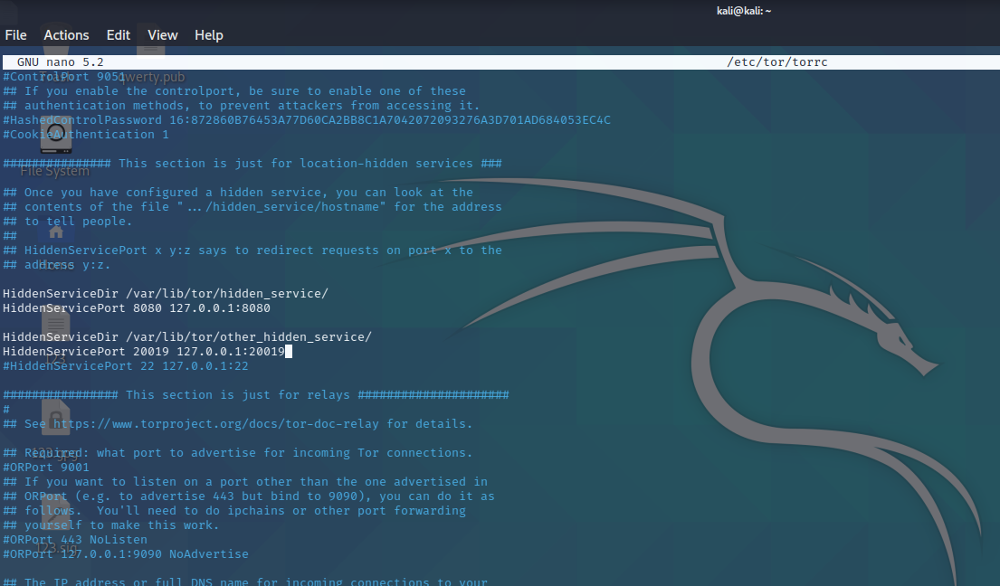 kali@kali: ~
File Actions Edit View Help
GNU nano 5.2 /etc/tor/torrc
#ControlPort 9051
qwerty.pub
## If you enable the controlport, be sure to enable one of these
## authentication methods, to prevent attackers from accessing it.
#HashedControlPassword 16:872860B76453A77D60CA2BB8C1A7042072093276A3D701AD684053EC4C
#CookieAuthentication 1
############### This section is just for location-hidden services ###
File System
## Once you have configured a hidden service, you can look at the
## contents of the file ".../hidden_service/hostname" for the address
## to tell people.
##
## HiddenServicePort x y:z says to redirect requests on port x to the
## address y:z.
Home
HiddenServiceDir /var/lib/tor/hidden_service/
HiddenServicePort 8080 127.0.0.1:8080
HiddenServiceDir /var/lib/tor/other_hidden_service/
HiddenServicePort 20019 127.0.0.1:20019
123
#HiddenServicePort 22 127.0.0.1:22
################ This section is just for relays #####################
#
## See https://www.torproject.org/docs/tor-doc-relay for details.
## Required: what port to advertise for incoming Tor connections.
123.gpg
#ORPort 9001
## If you want to listen on a port other than the one advertised in
## ORPort (e.g. to advertise 443 but bind to 9090), you can do it as
## follows.  You'll need to do ipchains or other port forwarding
## yourself to make this work.
#ORPort 443 NoListen
123.sig
#ORPort 127.0.0.1:9090 NoAdvertise
## The IP address or full DNS name for incoming connections to your